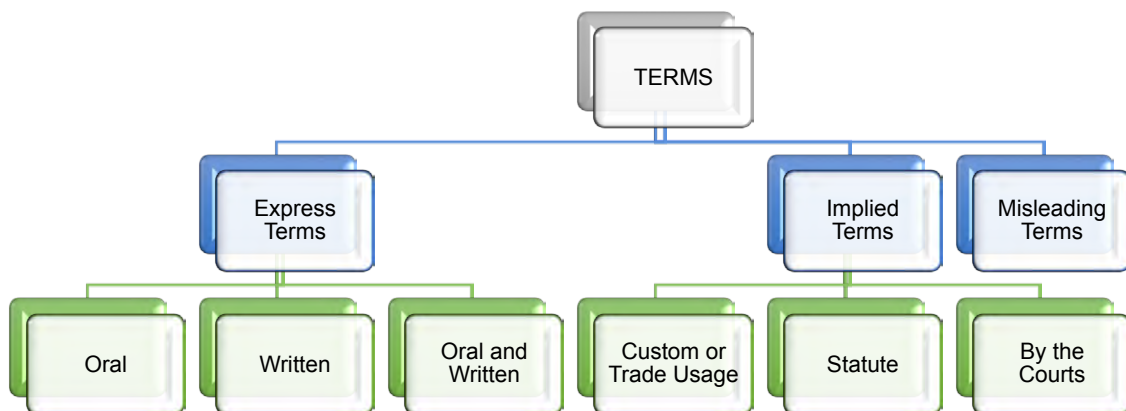 TERMS
Express
Terms
Implied
Terms
Misleading
Terms
Oral
Written
Oral and
Written
Custom or
Trade Usage
Statute
By the
Courts